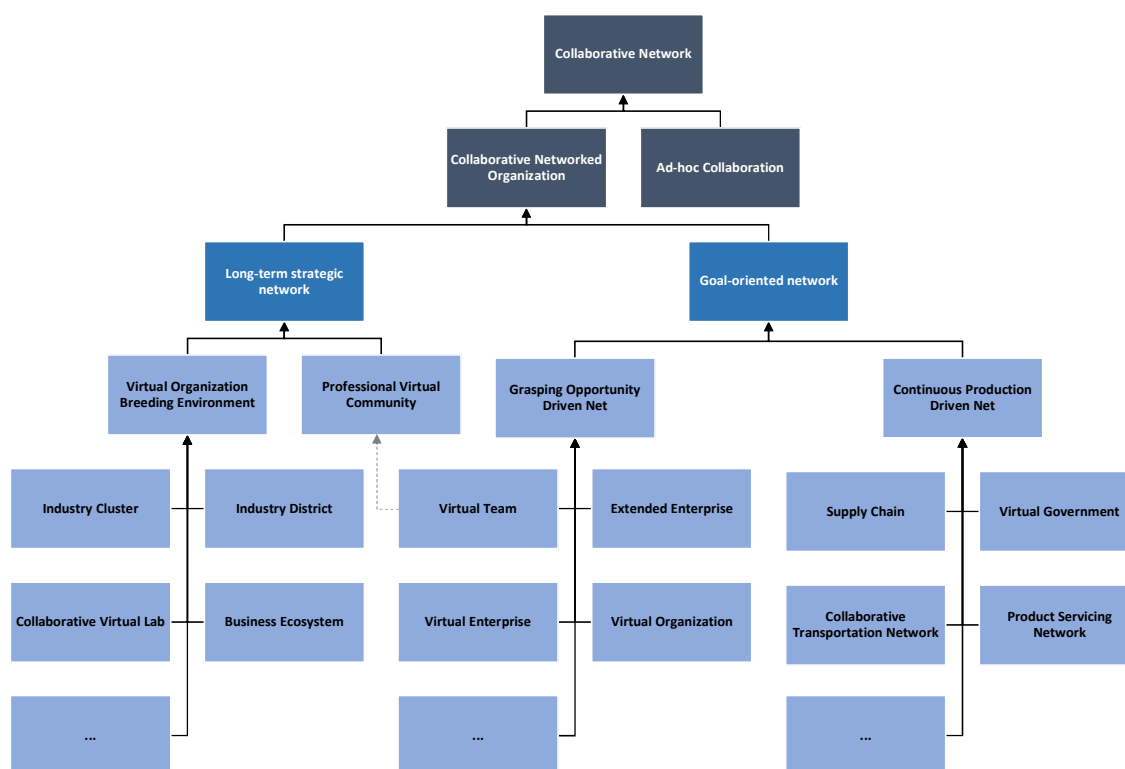 Collaborative Network
Collaborative Networked
Organization
Ad-hoc Collaboration
Long-term strategic
network
Goal-oriented network
Virtual Organization
Breeding Environment
Professional Virtual
Community
Grasping Opportunity
Driven Net
Continuous Production
Driven Net
Industry Cluster
Industry District
Virtual Team
Extended Enterprise
Supply Chain
Virtual Government
Collaborative Virtual Lab
Business Ecosystem
Virtual Enterprise
Virtual Organization
Collaborative
Transportation Network
Product Servicing
Network
...
...
...